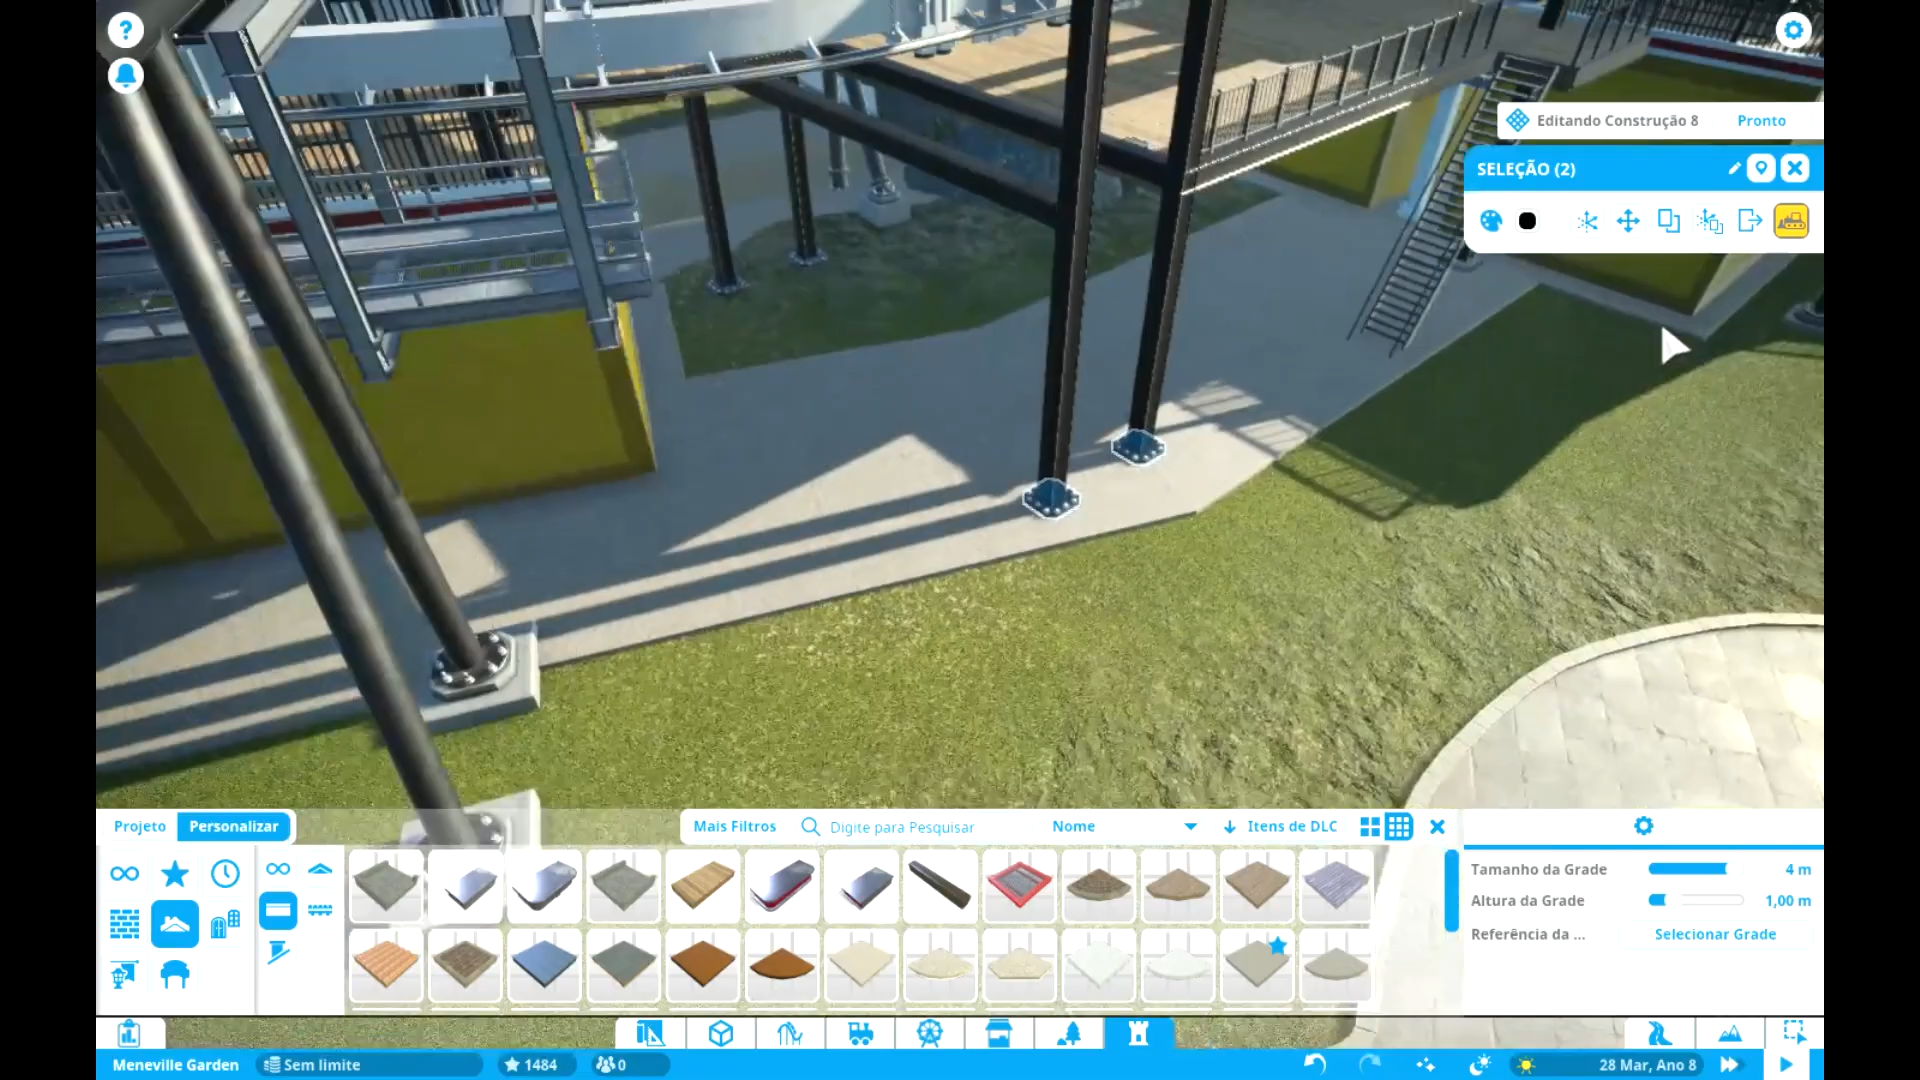 ?
Editando Construção 8 Pronto
SELEÇÃO (2)
Projeto Personalizar
Mais Filtros Digite para Pesquisar Nome Itens de DLC
Tamanho da Grade 4 m
Altura da Grade 1,00 m
Referência da ... Selecionar Grade
Meneville Garden Sem limite 1484 0 28 Mar, Ano 8